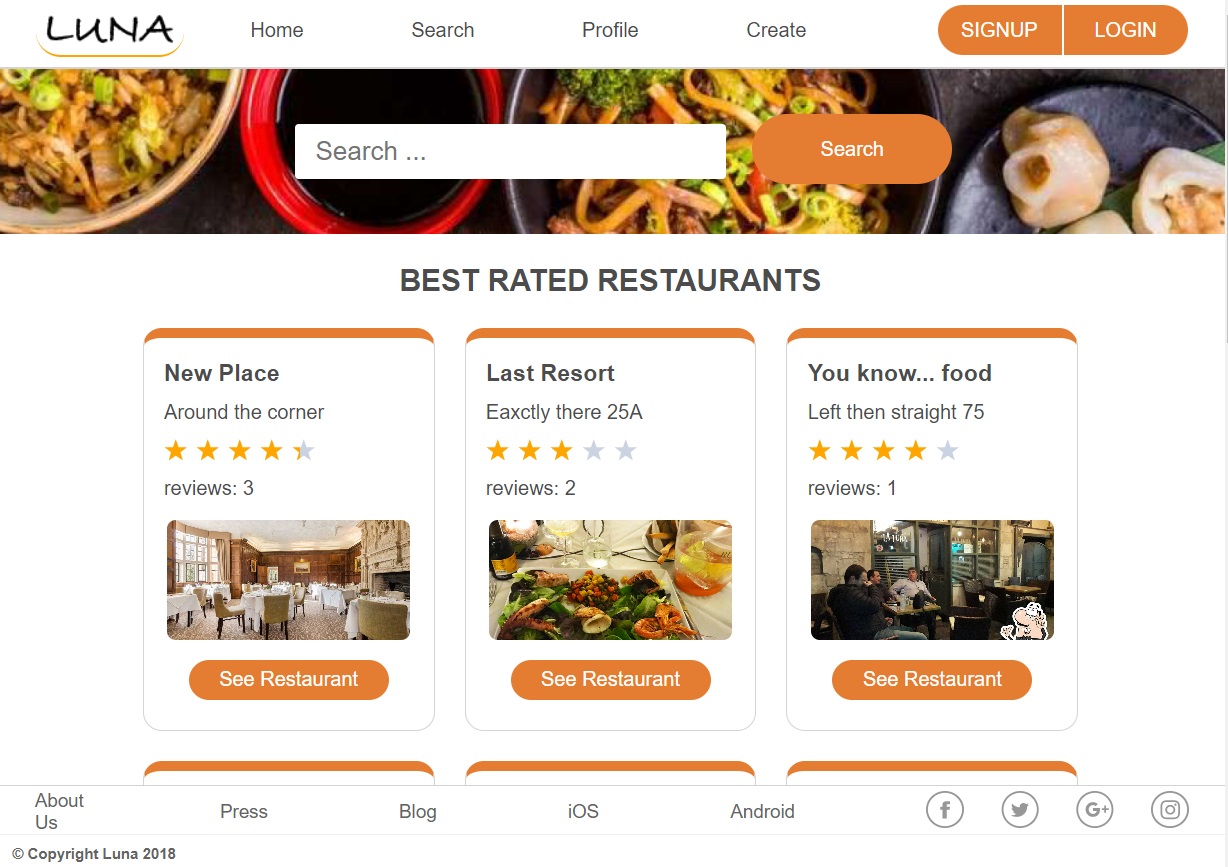 LUNA
Home
Search
Profile
Create
SIGNUP
LOGIN
Search ...
Search
BEST RATED RESTAURANTS
New Place
Around the corner
reviews: 3
See Restaurant
Last Resort
Eaxctly there 25A
reviews: 2
See Restaurant
You know... food
Left then straight 75
reviews: 1
See Restaurant
About
Us
Press
Blog
iOS
Android
f
G+
© Copyright Luna 2018